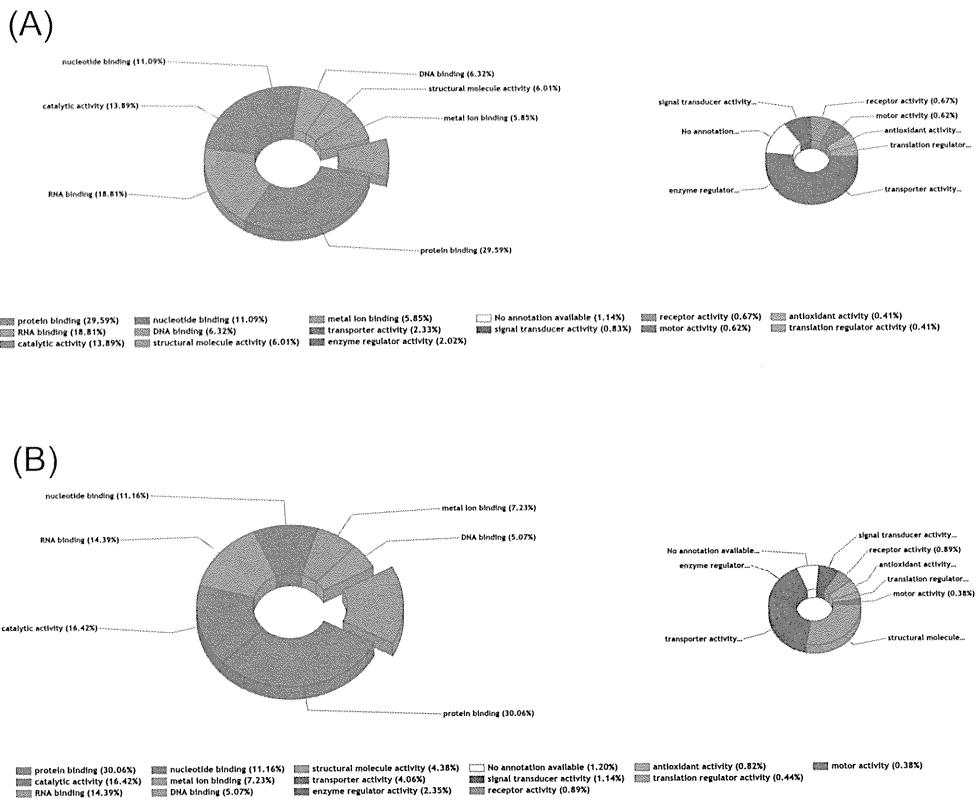 (A)
nucleotide binding (11.09%)
DNA binding (6.32%)
structural molecule activity (6.01%)
catalytic activity (13.89%)
metal ion binding (5.85%)
RNA binding (18.81%)
protein binding (29.59%)
signal transducer activity...
receptor activity (0.67%)
motor activity (0.62%)
No annotation...
antioxidant activity...
translation regulator...
enzyme regulator...
transporter activity...
protein binding (29.59%) nucleotide binding (11.09%) metal ion binding (5.85%) No annotation available (1.14%) receptor activity (0.67%) antioxidant activity (0.41%)
RNA binding (18.81%) DNA binding (6.32%) transporter activity (2.33%) signal transducer activity (0.83%) motor activity (0.62%) translation regulator activity (0.41%)
catalytic activity (13.89%) structural molecule activity (6.01%) enzyme regulator activity (2.02%)
(B)
nucleotide binding (11.16%)
metal ion binding (7.23%)
RNA binding (14.39%)
DNA binding (5.07%)
catalytic activity (16.42%)
protein binding (30.06%)
signal transducer activity...
No annotation available...
receptor activity (0.89%)
enzyme regulator...
antioxidant activity...
translation regulator...
motor activity (0.38%)
transporter activity...
structural molecule...
protein binding (30.06%) nucleotide binding (11.16%) structural molecule activity (4.38%) No annotation available (1.20%) antioxidant activity (0.82%) motor activity (0.38%)
catalytic activity (16.42%) metal ion binding (7.23%) transporter activity (4.06%) signal transducer activity (1.14%) translation regulator activity (0.44%)
RNA binding (14.39%) DNA binding (5.07%) enzyme regulator activity (2.35%) receptor activity (0.89%)